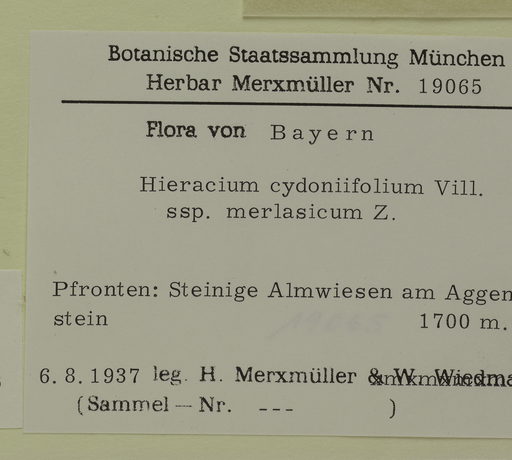 Botanische Staatssammlung München
Herbar Merxmüller Nr. 19065
Flora von Bayern
Hieracium cydoniifolium Vill.
ssp. merlasicum Z.
Pfronten: Steinige Almwiesen am Aggen
stein 1700 m.
6.8.1937 leg. H. Merxmüller & W.
(Sammel — Nr. --- )